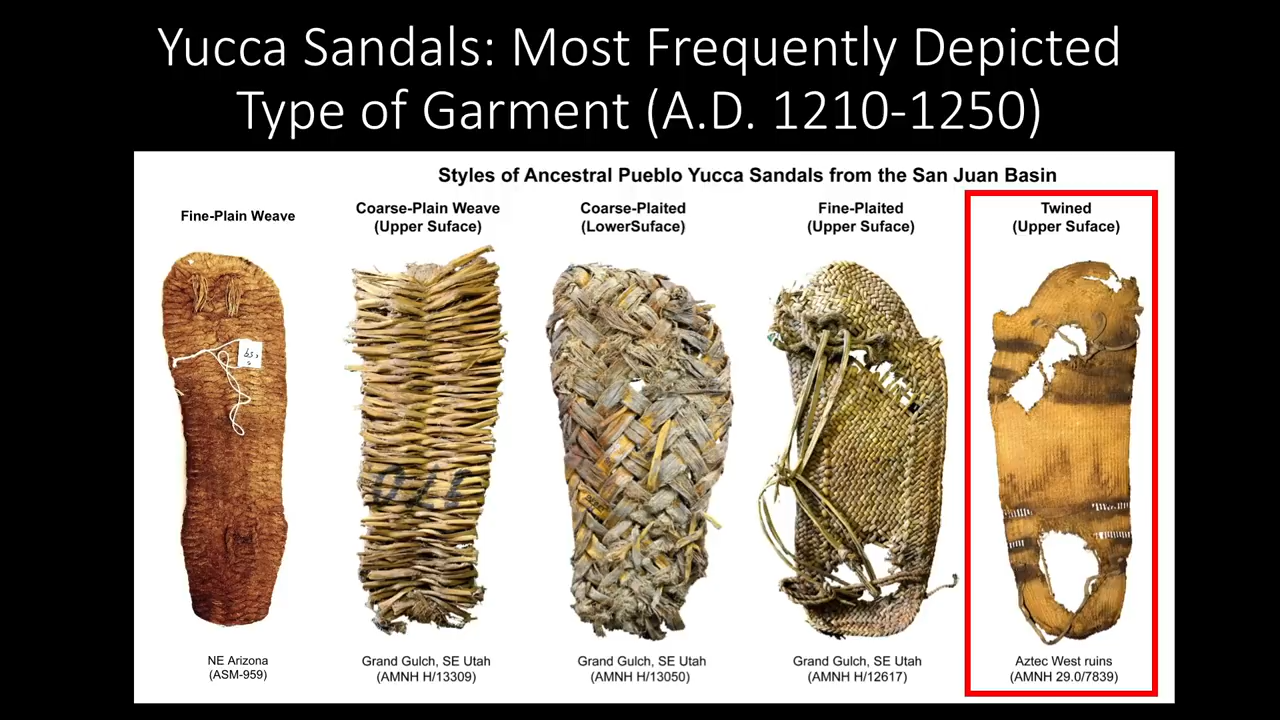 Yucca Sandals: Most Frequently Depicted
Type of Garment (A.D. 1210-1250)
Styles of Ancestral Pueblo Yucca Sandals from the San Juan Basin
Fine-Plain Weave
Coarse-Plain Weave
(Upper Suface)
Coarse-Plaited
(LowerSuface)
Fine-Plaited
(Upper Suface)
Twined
(Upper Suface)
NE Arizona
(ASM-959)
Grand Gulch, SE Utah
(AMNH H/13309)
Grand Gulch, SE Utah
(AMNH H/13050)
Grand Gulch, SE Utah
(AMNH H/12617)
Aztec West ruins
(AMNH 29.0/7839)